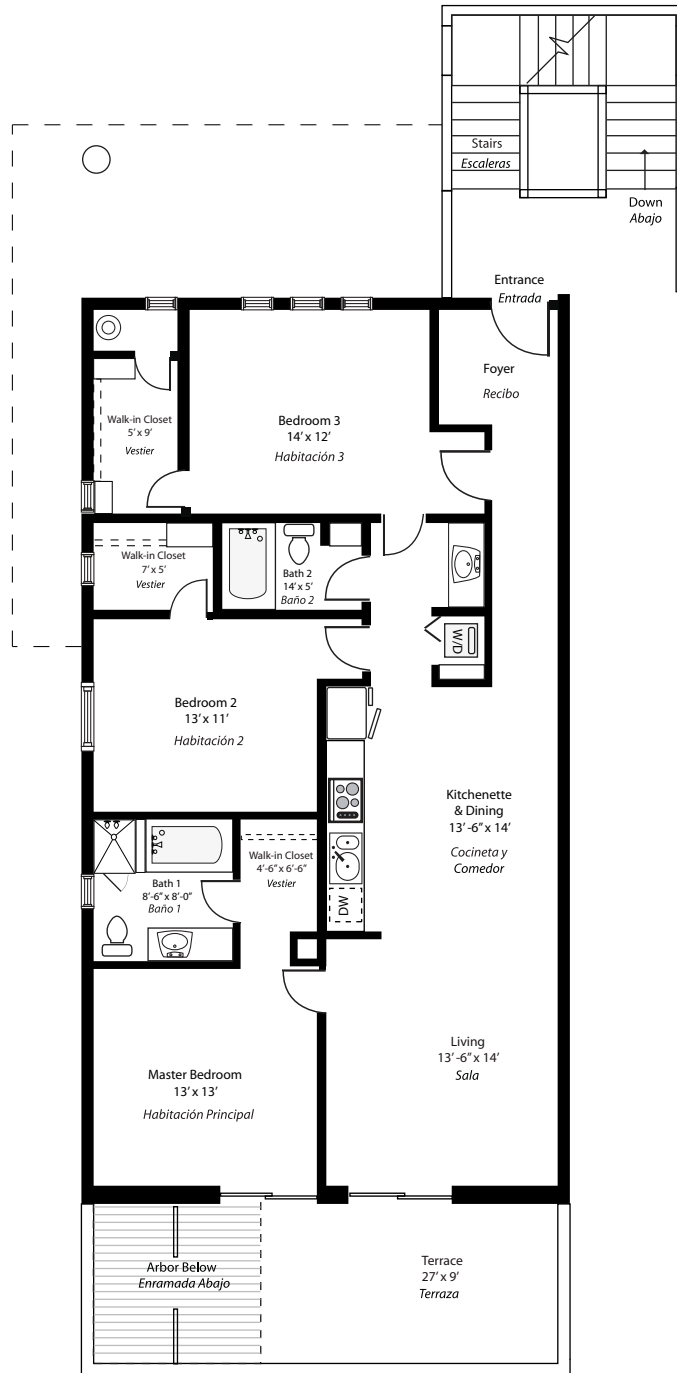 Stairs
Escaleras
Down
Abajo
Entrance
Entrada
Foyer
Recibo
Walk-in Closet
5’ x 9’
Vestier
Bedroom 3
14’ x 12’
Habitación 3
Walk-in Closet
7’ x 5’
Vestier
Bath 2
14’ x 5’
Baño 2
W/D
Bedroom 2
13’ x 11’
Habitación 2
Kitchenette
& Dining
13’ -6” x 14’
Cocineta y
Comedor
Walk-in Closet
4’-6” x 6’-6”
Vestier
Bath 1
8’-6” x 8’-0”
Baño 1
DW
Living
13’ -6” x 14’
Sala
Master Bedroom
13’ x 13’
Habitación Principal
Arbor Below
Enramada Abajo
Terrace
27’ x 9’
Terraza